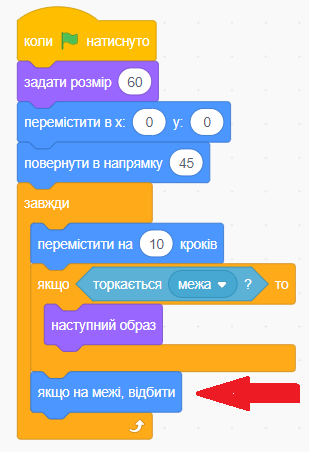 коли натиснуто
задати розмір 60
перемістити в x: 0 y: 0
повернути в напрямку 45
завжди
перемістити на 10 кроків
якщо торкається межа ? то
наступний образ
якщо на межі, відбити